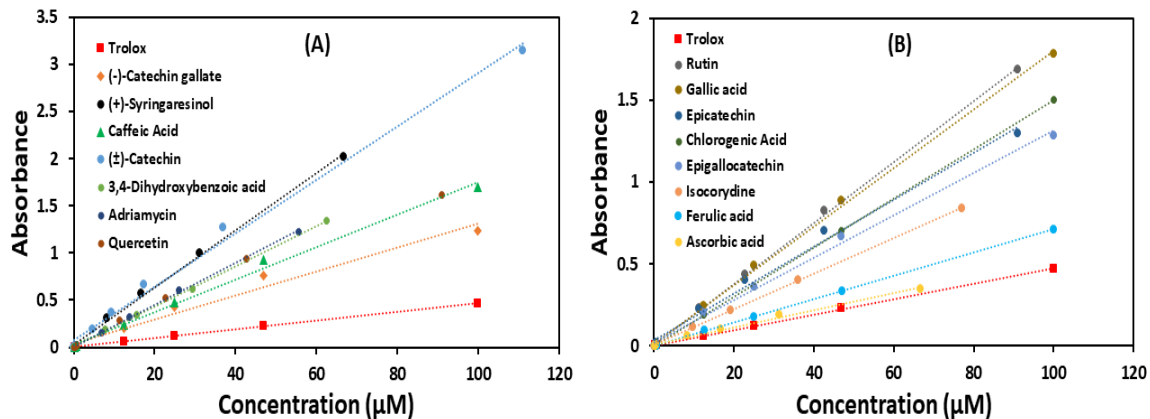 (A)
Absorbance
3.5
3
2.5
2
1.5
1
0.5
0
Trolox
(-)-Catechin gallate
(+)-Syringaresinol
Caffeic Acid
(±)-Catechin
3,4-Dihydroxybenzoic acid
Adriamycin
Quercetin
0 20 40 60 80 100 120
Concentration (µM)
(B)
Absorbance
2
1.5
1
0.5
0
Trolox
Rutin
Gallic acid
Epicatechin
Chlorogenic Acid
Epigallocatechin
Isocorydine
Ferulic acid
Ascorbic acid
0 20 40 60 80 100 120
Concentration (µM)